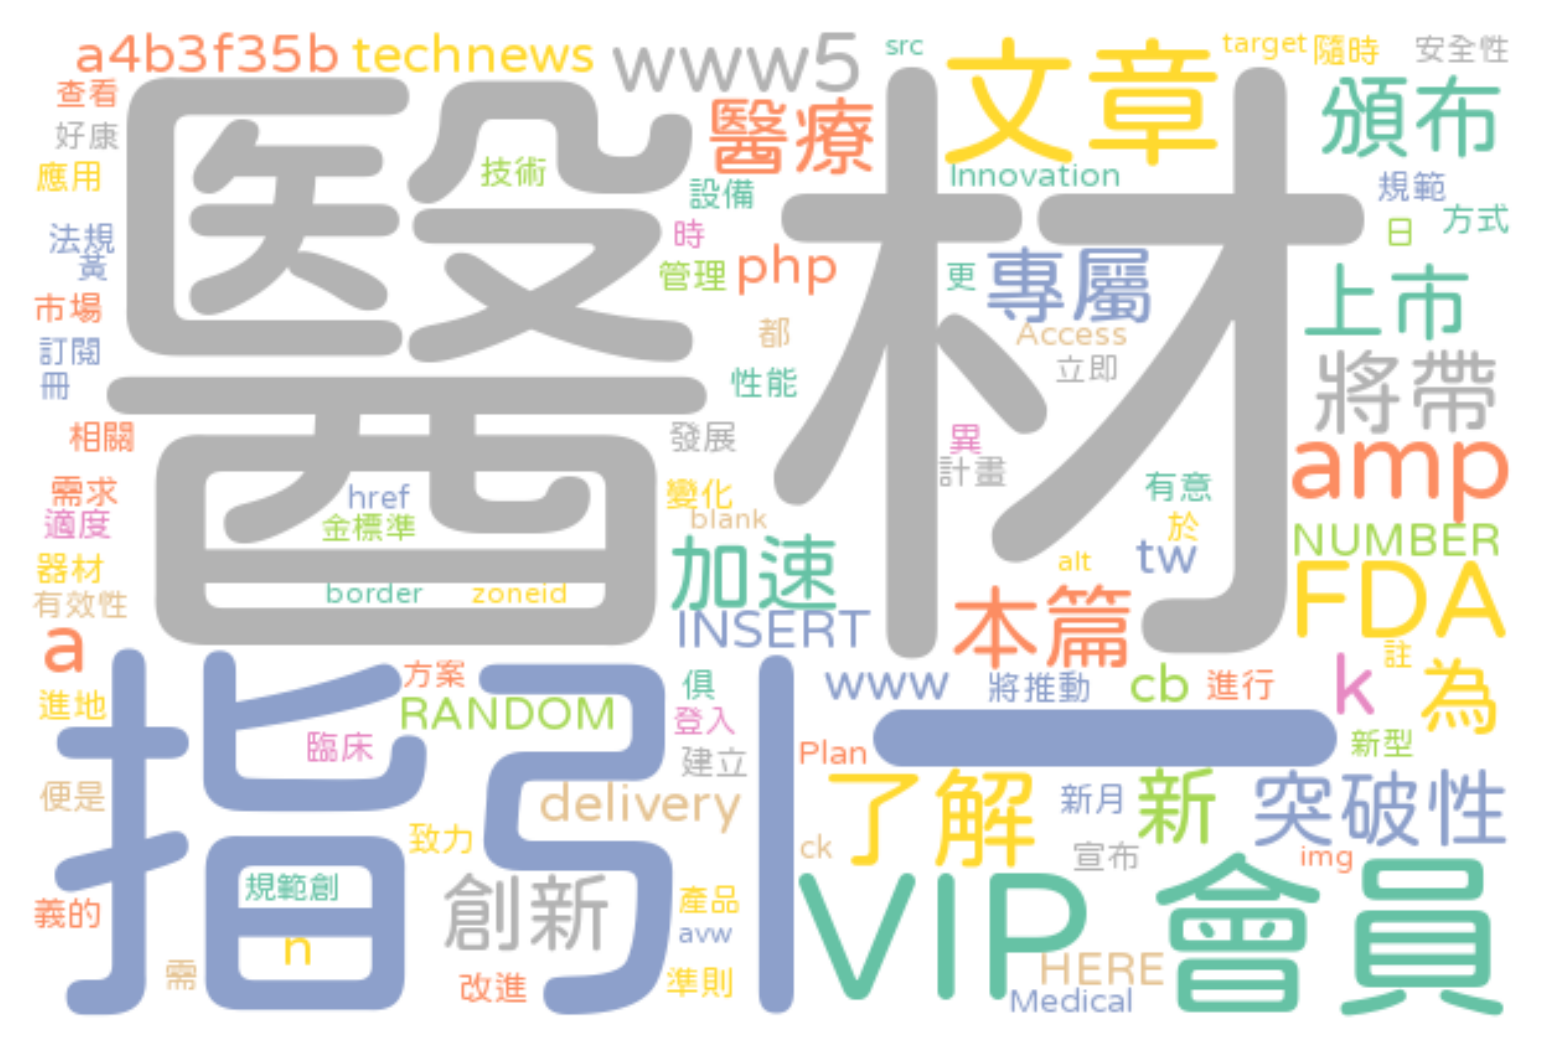 a4b3f35b technews www5 src 文章 target 隨時 安全性
查看 醫材 醫療 頒布
好康
應用 技術 設備 Innovation 規範
法規 時 日 方式
黃 管理 php 更 專屬
市場 都 Access 上市
訂閱 立即 將帶
冊 性能
相關 發展 異 計畫 amp
需求 href 變化 有意
適度 金標準 blank 於 NUMBER
器材 加速 alt tw FDA
有效性 border zoneid INSERT 本篇
a 註
指引 方案 俱 www 將推動 cb 進行 k 為
進地 RANDOM 登入 一
臨床 建立 Plan 新型
便是 delivery 了解 新月 新 突破性
致力 ck 宣布 img
規範創 創新 產品 VIP 會員
義的 avw
n HERE
需 改進 準則 Medical